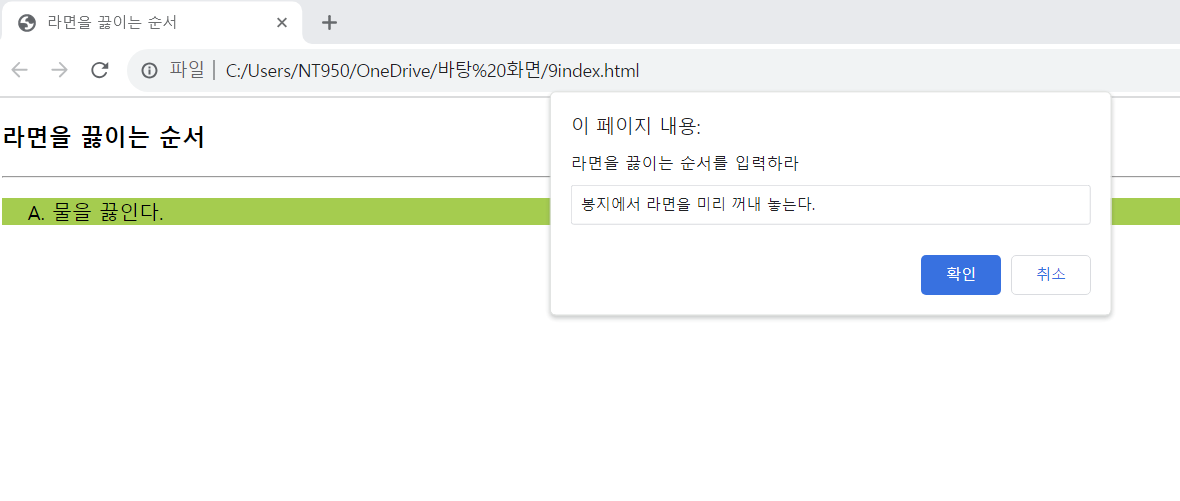 라면을 끓이는 순서
파일 | C:/Users/NT950/OneDrive/바탕%20화면/9index.html
라면을 끓이는 순서
A. 물을 끓인다.
이 페이지 내용:
라면을 끓이는 순서를 입력하라
봉지에서 라면을 미리 꺼내 놓는다.
확인 취소